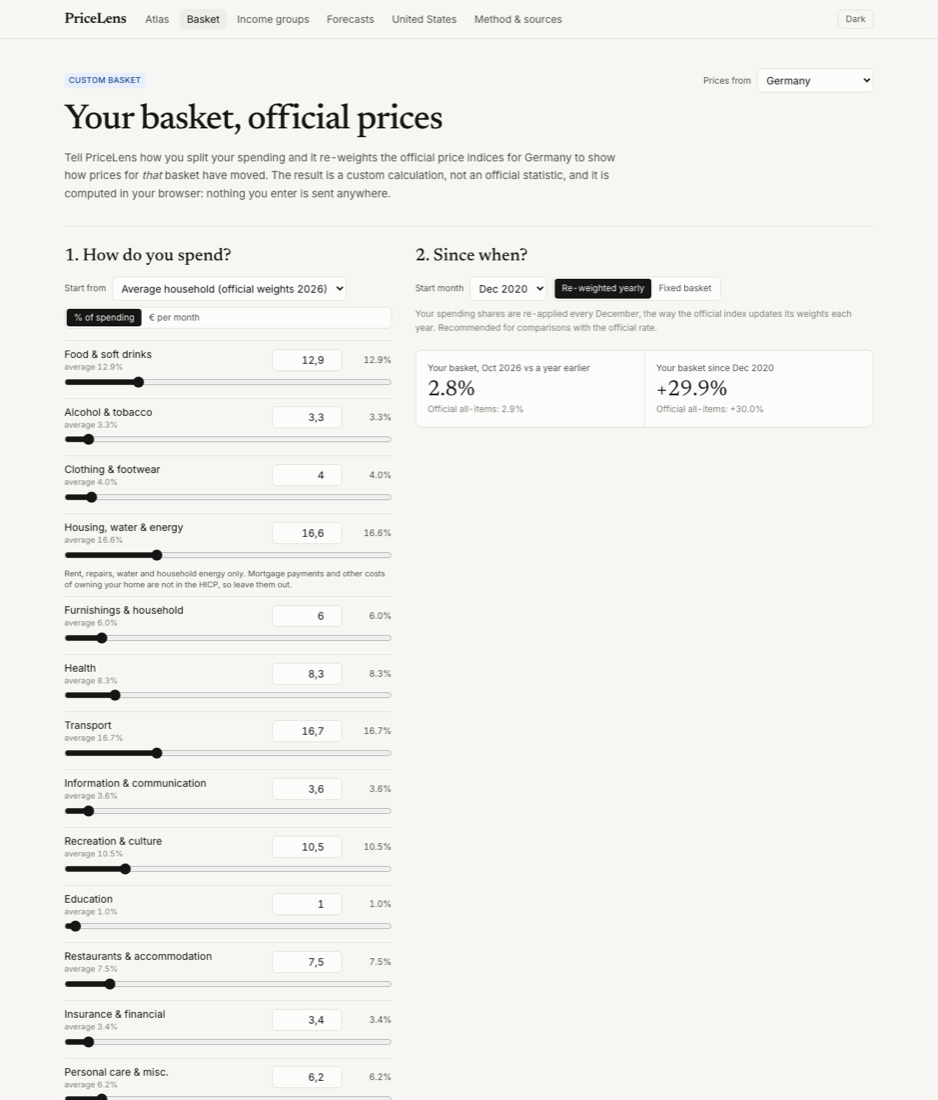 PriceLens Atlas Basket Income groups Forecasts United States Method & sources Dark
CUSTOM BASKET
Prices from Germany
Your basket, official prices
Tell PriceLens how you split your spending and it re-weights the official price indices for Germany to show
how prices for that basket have moved. The result is a custom calculation, not an official statistic, and it is
computed in your browser: nothing you enter is sent anywhere.
1. How do you spend?
Start from Average household (official weights 2026)
% of spending € per month
Food & soft drinks 12,9 12.9%
average 12.9%
Alcohol & tobacco 3,3 3.3%
average 3.3%
Clothing & footwear 4 4.0%
average 4.0%
Housing, water & energy 16,6 16.6%
average 16.6%
Rent, repairs, water and household energy only. Mortgage payments and other costs
of owning your home are not in the HICP, so leave them out.
Furnishings & household 6 6.0%
average 6.0%
Health 8,3 8.3%
average 8.3%
Transport 16,7 16.7%
average 16.7%
Information & communication 3,6 3.6%
average 3.6%
Recreation & culture 10,5 10.5%
average 10.5%
Education 1 1.0%
average 1.0%
Restaurants & accommodation 7,5 7.5%
average 7.5%
Insurance & financial 3,4 3.4%
average 3.4%
Personal care & misc. 6,2 6.2%
average 6.2%
2. Since when?
Start month Dec 2020 Re-weighted yearly Fixed basket
Your spending shares are re-applied every December, the way the official index updates its weights each
year. Recommended for comparisons with the official rate.
Your basket, Oct 2026 vs a year earlier
2.8%
Official all-items: 2.9%
Your basket since Dec 2020
+29.9%
Official all-items: +30.0%